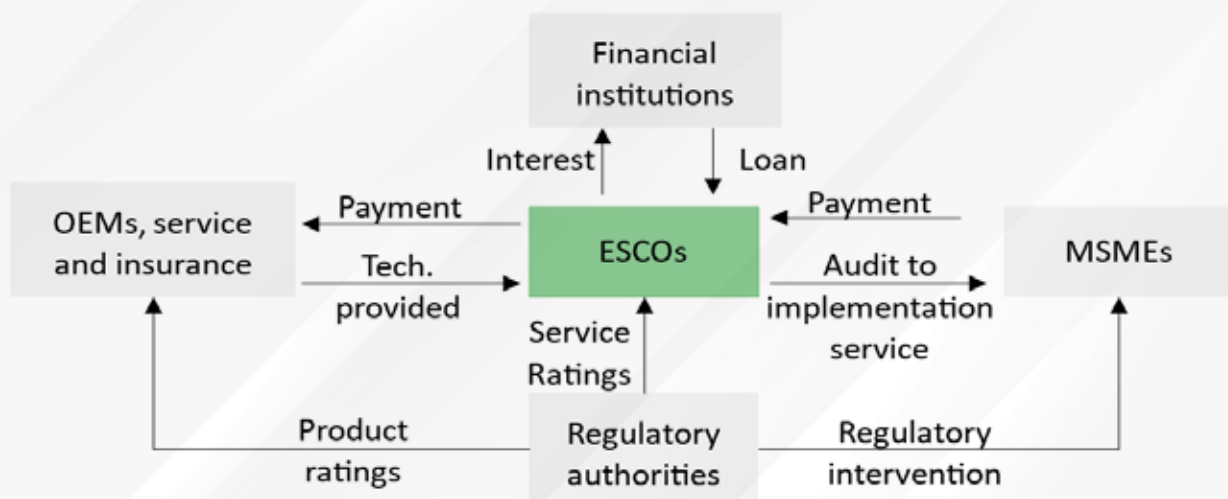 Financial
institutions
Interest
Loan
OEMs, service
and insurance
Payment
Tech.
provided
ESCOs
Payment
Audit to
implementation
service
MSMEs
Service
Ratings
Product
ratings
Regulatory
authorities
Regulatory
intervention